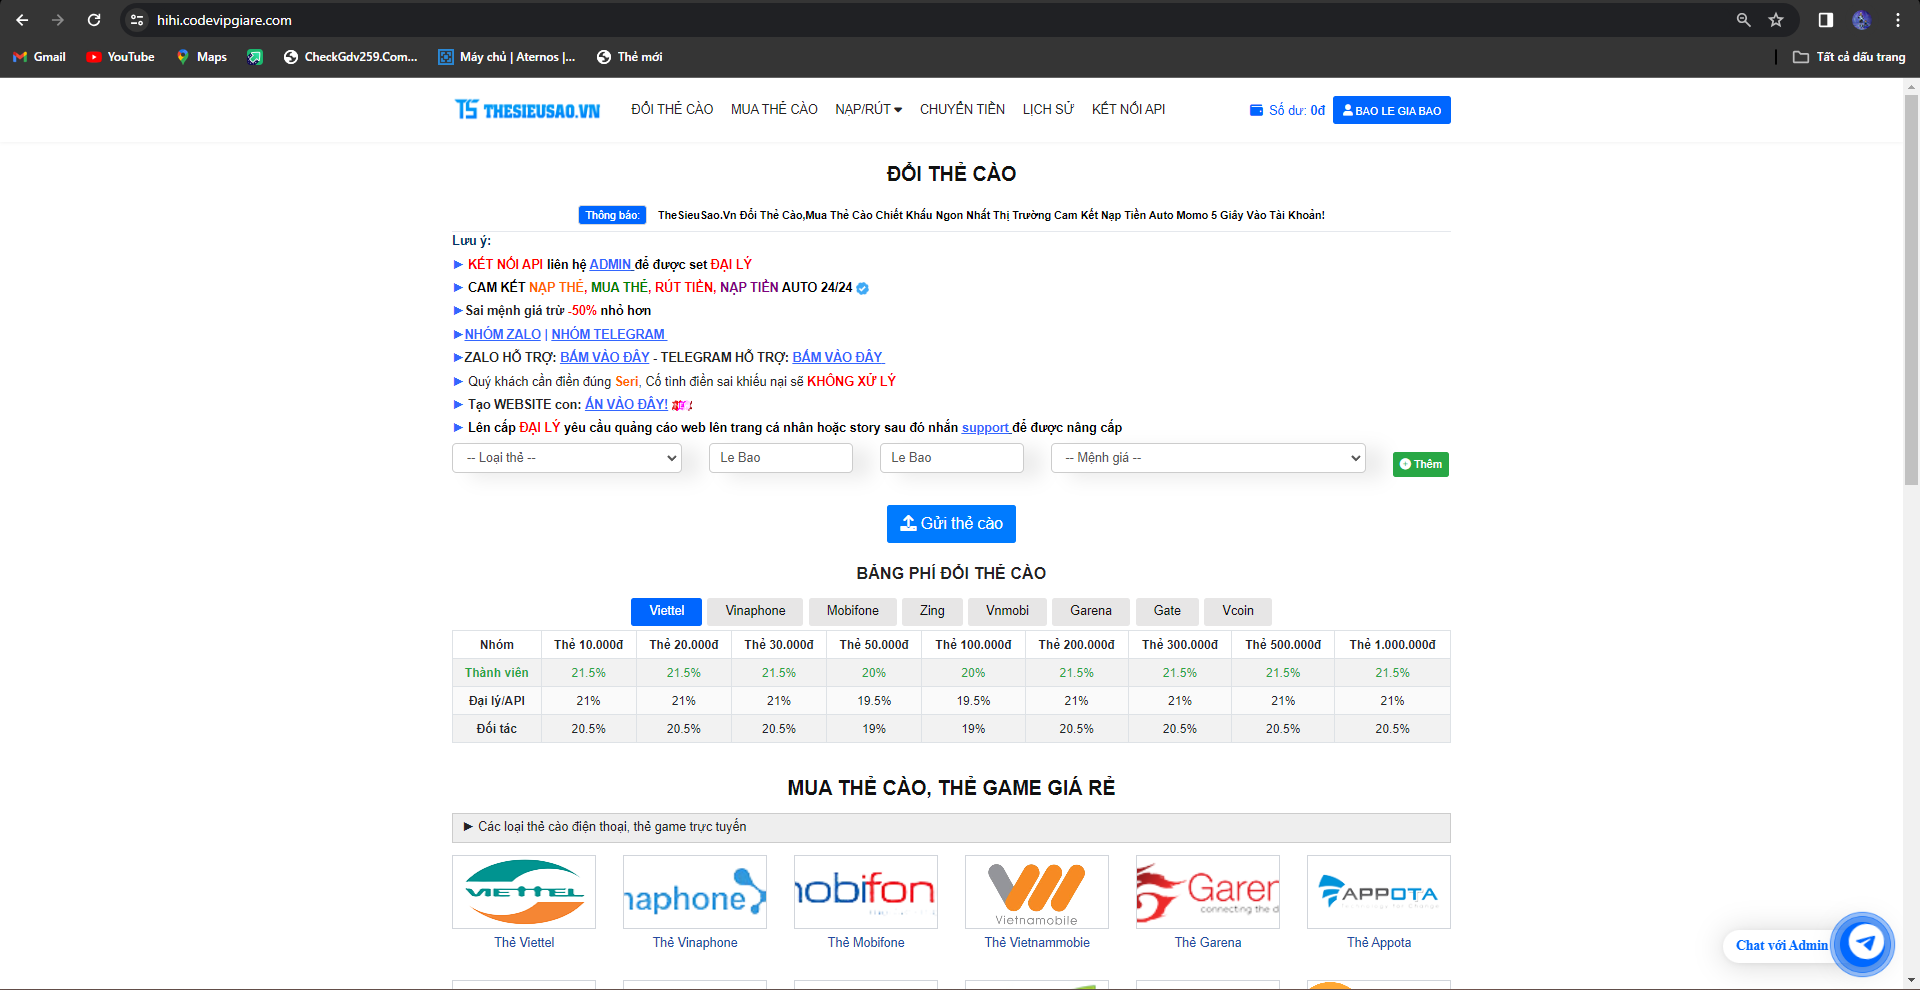 hihi.codevipgiare.com
Gmail YouTube Maps CheckGdv259.Com... Máy chủ | Aternos |... Thẻ mới Tất cả dấu trang
TS THESIEUSAO.VN ĐỔI THẺ CÀO MUA THẺ CÀO NẠP/RÚT CHUYỂN TIỀN LỊCH SỬ KẾT NỐI API Số dư: 0đ BAO LE GIA BAO
ĐỔI THẺ CÀO
Thông báo: TheSieuSao.Vn Đổi Thẻ Cào,Mua Thẻ Cào Chiết Khấu Ngon Nhất Thị Trường Cam Kết Nạp Tiền Auto Momo 5 Giây Vào Tài Khoản!
Lưu ý:
► KẾT NỐI API liên hệ ADMIN để được set ĐẠI LÝ
► CAM KẾT NẠP THẺ, MUA THẺ, RÚT TIỀN, NẠP TIỀN AUTO 24/24
►Sai mệnh giá trừ -50% nhỏ hơn
►NHÓM ZALO | NHÓM TELEGRAM
►ZALO HỖ TRỢ: BẤM VÀO ĐÂY - TELEGRAM HỖ TRỢ: BẤM VÀO ĐÂY
► Quý khách cần điền đúng Seri, Cố tình điền sai khiếu nại sẽ KHÔNG XỬ LÝ
► Tạo WEBSITE con: ẤN VÀO ĐÂY!
► Lên cấp ĐẠI LÝ yêu cầu quảng cáo web lên trang cá nhân hoặc story sau đó nhắn support để được nâng cấp
-- Loại thẻ -- Le Bao Le Bao -- Mệnh giá -- Thêm
Gửi thẻ cào
BẢNG PHÍ ĐỔI THẺ CÀO
Viettel Vinaphone Mobifone Zing Vnmobi Garena Gate Vcoin
Nhóm Thẻ 10.000đ Thẻ 20.000đ Thẻ 30.000đ Thẻ 50.000đ Thẻ 100.000đ Thẻ 200.000đ Thẻ 300.000đ Thẻ 500.000đ Thẻ 1.000.000đ
Thành viên 21.5% 21.5% 21.5% 20% 20% 21.5% 21.5% 21.5% 21.5%
Đại lý/API 21% 21% 21% 19.5% 19.5% 21% 21% 21% 21%
Đối tác 20.5% 20.5% 20.5% 19% 19% 20.5% 20.5% 20.5% 20.5%
MUA THẺ CÀO, THẺ GAME GIÁ RẺ
► Các loại thẻ cào điện thoại, thẻ game trực tuyến
VIETTEL naphone mobifon Vietnamobile Garen connecting the d APPOTA
Thẻ Viettel Thẻ Vinaphone Thẻ Mobifone Thẻ Vietnammobie Thẻ Garena Thẻ Appota
Chat với Admin